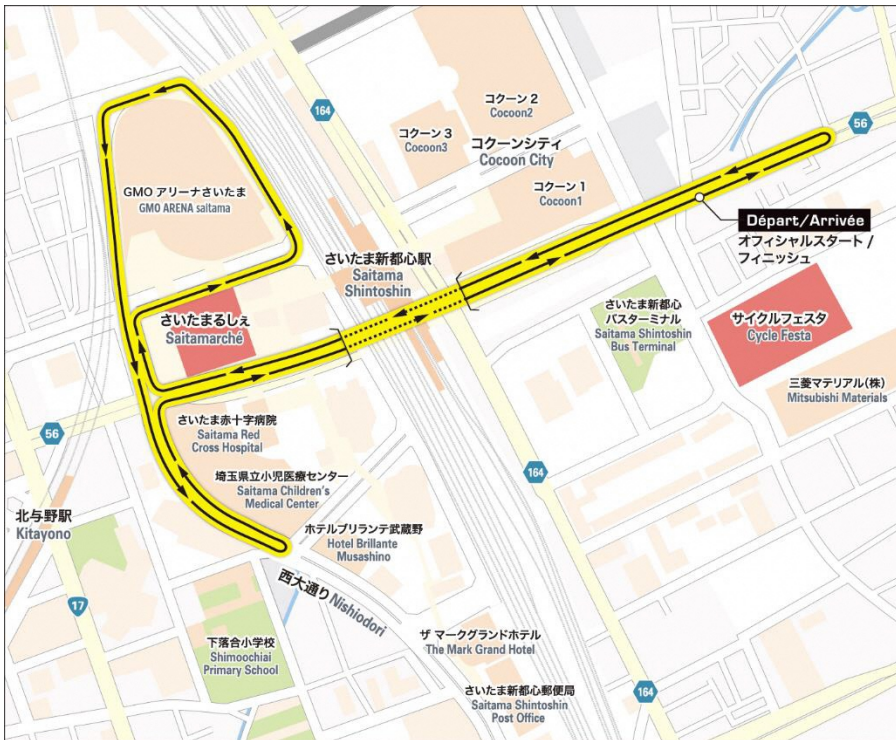 164
コクーン 2
Cocoon2
コクーン 3
Cocoon3
コクーンシティ
Cocoon City
56
GMO アリーナさいたま
GMO ARENA saitama
コクーン 1
Cocoon1
Départ/Arrivée
オフィシャルスタート /
フィニッシュ
さいたま新都心駅
Saitama
Shintoshin
さいたまるしぇ
Saitamarché
さいたま新都心
バスターミナル
Saitama Shintoshin
Bus Terminal
サイクルフェスタ
Cycle Festa
三菱マテリアル(株)
Mitsubishi Materials
さいたま赤十字病院
Saitama Red
Cross Hospital
56
164
埼玉県立小児医療センター
Saitama Children's
Medical Center
北与野駅
Kitayono
ホテルブリランテ武蔵野
Hotel Brillante
Musashino
西大通り Nishiodori
17
下落合小学校
Shimoochiai
Primary School
ザ マークグランドホテル
The Mark Grand Hotel
さいたま新都心郵便局
Saitama Shintoshin
Post Office
164